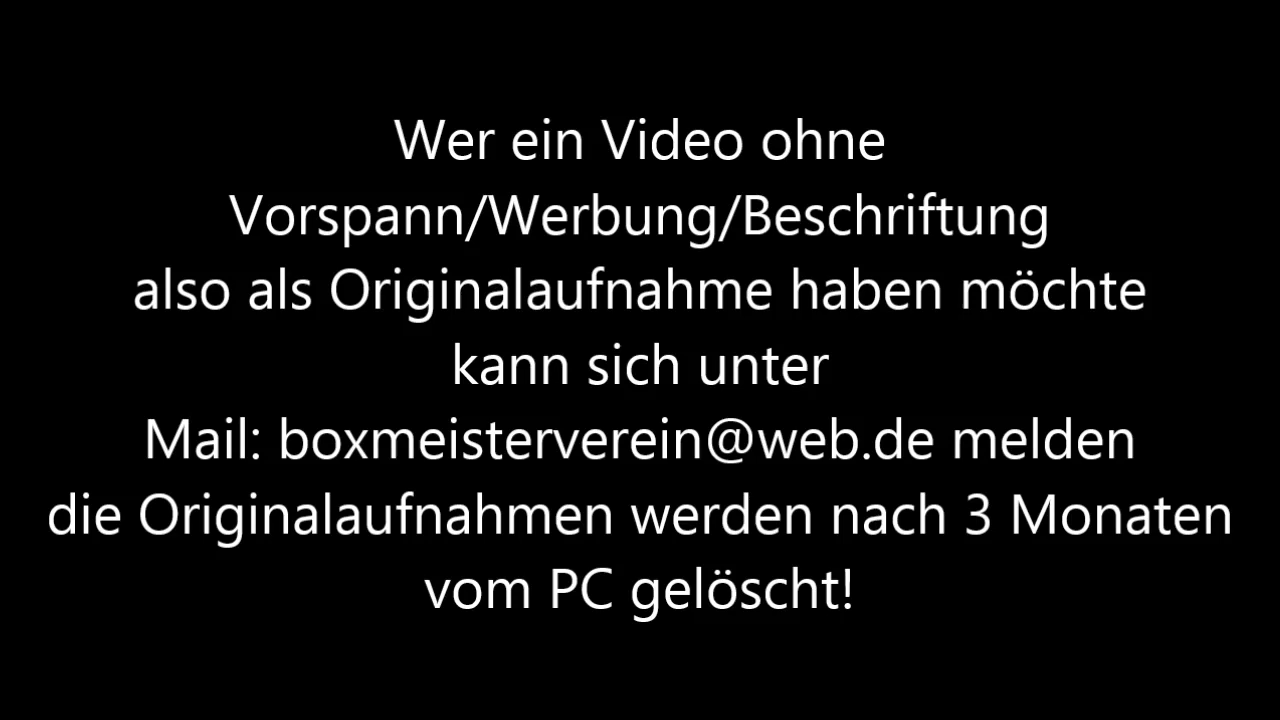 Wer ein Video ohne
Vorspann/Werbung/Beschriftung
also als Originalaufnahme haben möchte
kann sich unter
Mail: boxmeisterverein@web.de melden
die Originalaufnahmen werden nach 3 Monaten
vom PC gelöscht!